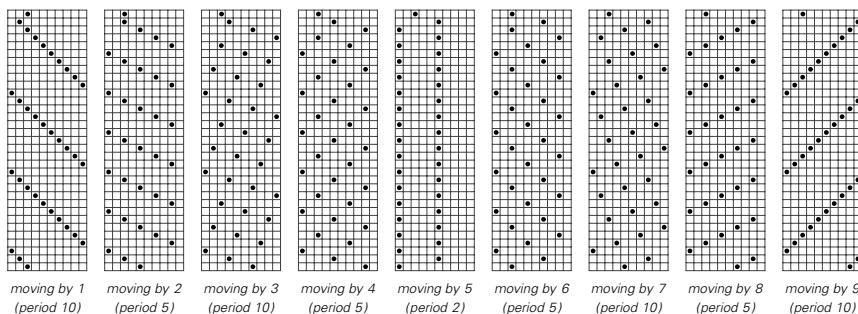 moving by 1 moving by 2 moving by 3 moving by 4 moving by 5 moving by 6 moving by 7 moving by 8 moving by 9
(period 10) (period 5) (period 10) (period 5) (period 2) (period 5) (period 10) (period 5) (period 10)